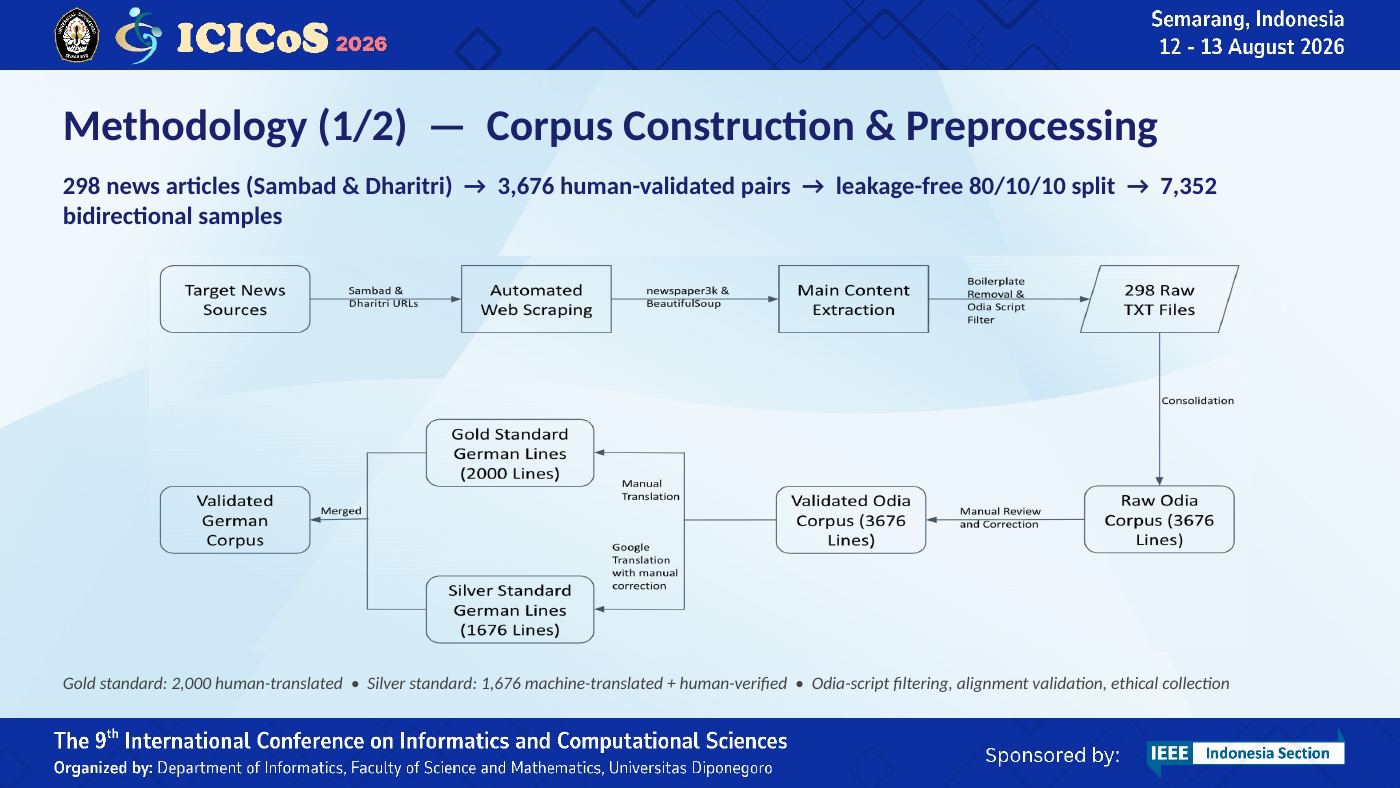 ICICoS 2026
Semarang, Indonesia
12 - 13 August 2026
Methodology (1/2) — Corpus Construction & Preprocessing
298 news articles (Sambad & Dharitri) → 3,676 human-validated pairs → leakage-free 80/10/10 split → 7,352
bidirectional samples
Target News
Sources
Sambad &
Dharitri URLs
Automated
Web Scraping
newspaper3k &
BeautifulSoup
Main Content
Extraction
Boilerplate
Removal &
Odia Script
Filter
298 Raw
TXT Files
Consolidation
Raw Odia
Corpus (3676
Lines)
Manual Review
and Correction
Validated Odia
Corpus (3676
Lines)
Manual
Translation
Google
Translation
with manual
correction
Gold Standard
German Lines
(2000 Lines)
Silver Standard
German Lines
(1676 Lines)
Merged
Validated
German
Corpus
Gold standard: 2,000 human-translated • Silver standard: 1,676 machine-translated + human-verified • Odia-script filtering, alignment validation, ethical collection
The 9th International Conference on Informatics and Computational Sciences
Organized by: Department of Informatics, Faculty of Science and Mathematics, Universitas Diponegoro
Sponsored by:
IEEE Indonesia Section